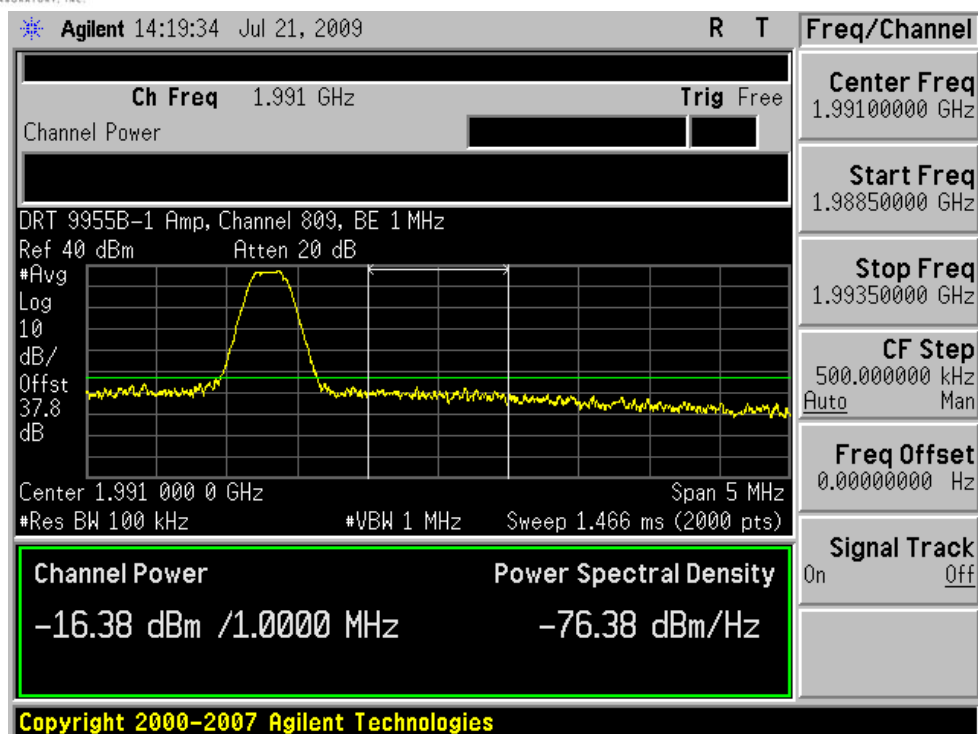 Agilent 14:19:34 Jul 21, 2009 R T
Ch Freq 1.991 GHz Trig Free
Channel Power
DRT 9955B-1 Amp, Channel 809, BE 1 MHz
Ref 40 dBm Atten 20 dB
#Avg
Log
10
dB/
Offst
37.8
dB
Center 1.991 000 0 GHz Span 5 MHz
#Res BW 100 kHz #VBW 1 MHz Sweep 1.466 ms (2000 pts)
Channel Power Power Spectral Density
-16.38 dBm /1.0000 MHz -76.38 dBm/Hz
Copyright 2000-2007 Agilent Technologies
Freq/Channel
Center Freq
1.99100000 GHz
Start Freq
1.98850000 GHz
Stop Freq
1.99350000 GHz
CF Step
500.000000 kHz
Auto Man
Freq Offset
0.00000000 Hz
Signal Track
On Off